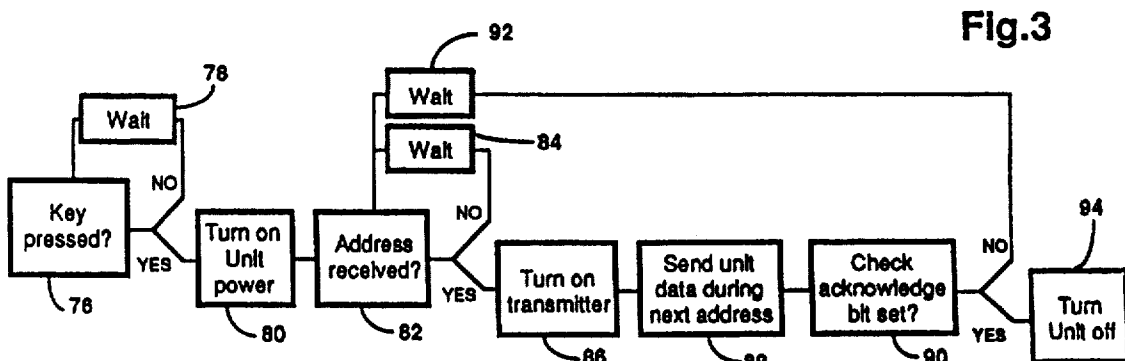 Fig.3
92
78
Wait
Wait
84
Wait
NO
Key
pressed?
YES
76
Turn on
Unit
power
80
Address
received?
82
NO
YES
Turn on
transmitter
86
Send unit
data during
next address
88
Check
acknowledge
bit set?
90
NO
YES
94
Turn
Unit off